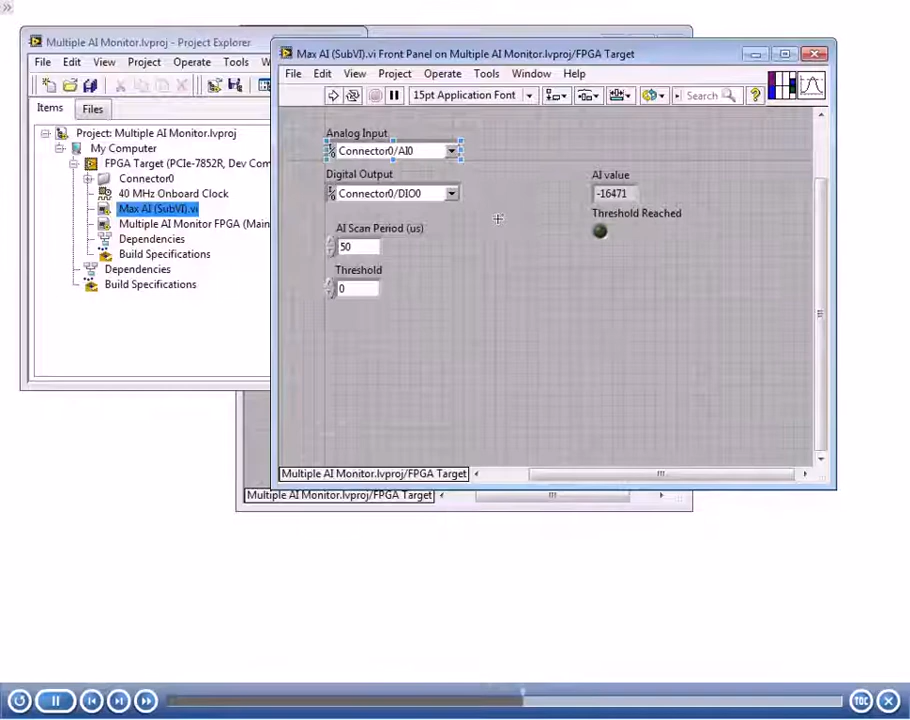 Multiple AI Monitor.lvproj - Project Explorer
File Edit View Project Operate Tools W
Items Files
Project: Multiple AI Monitor.lvproj
My Computer
FPGA Target (PCIe-7852R, Dev Com
Connector0
40 MHz Onboard Clock
Max AI (SubVI).vi
Multiple AI Monitor FPGA (Main
Dependencies
Build Specifications
Dependencies
Build Specifications
Max AI (SubVI).vi Front Panel on Multiple AI Monitor.lvproj/FPGA Target
File Edit View Project Operate Tools Window Help
15pt Application Font Search
Analog Input
Connector0/AI0
Digital Output
Connector0/DIO0
AI Scan Period (us)
50
Threshold
0
AI value
-16471
Threshold Reached
Multiple AI Monitor.lvproj/FPGA Target
Multiple AI Monitor.lvproj/FPGA Target
TOC